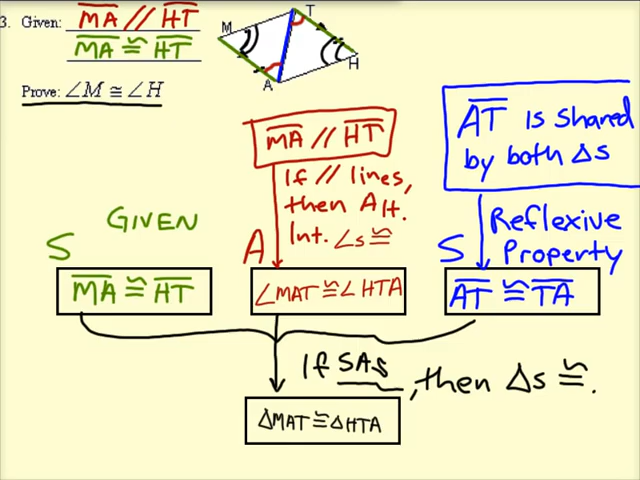 3. Given: MA // HT
MA ≅ HT
Prove: ∠M ≅ ∠H
M
T
A
H
MA // HT
If // lines,
then Alt.
Int. ∠s ≅
AT is shared
by both Δs
Reflexive
Property
S
GIVEN
A
S
MA ≅ HT
∠MAT ≅ ∠HTA
AT ≅ TA
If SAS, then Δs ≅.
ΔMAT ≅ ΔHTA